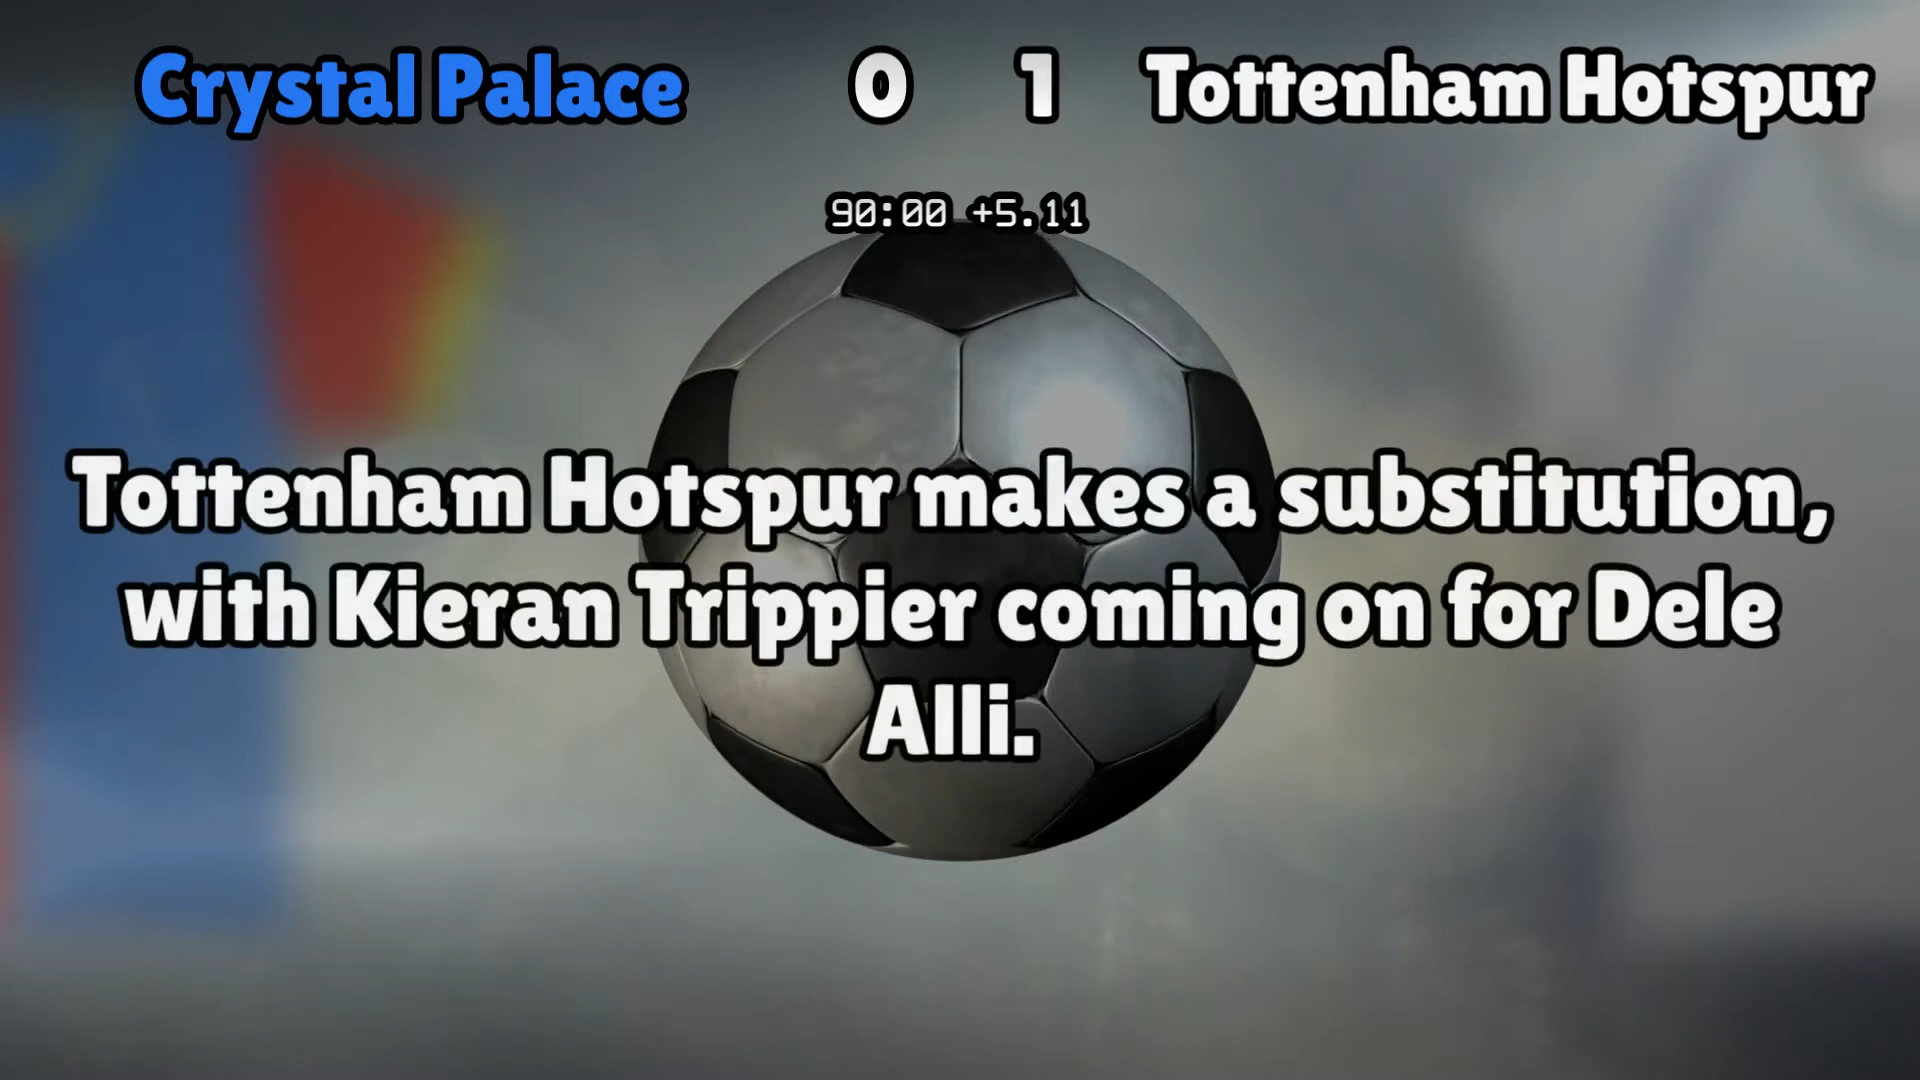 Crystal Palace 0 1 Tottenham Hotspur
90:00 +5.11
Tottenham Hotspur makes a substitution,
with Kieran Trippier coming on for Dele
Alli.